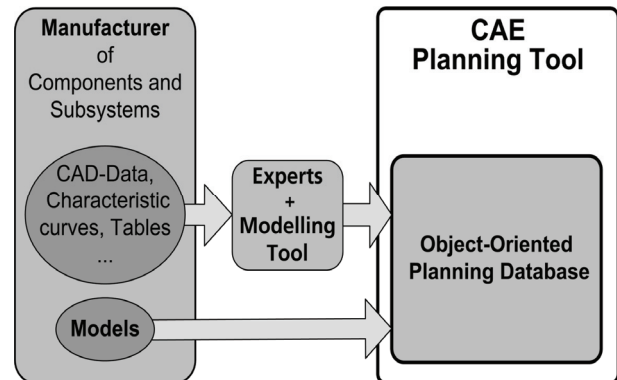 Manufacturer
of
Components and
Subsystems
CAD-Data,
Characteristic
curves, Tables
...
Models
Experts
+
Modelling
Tool
CAE
Planning Tool
Object-Oriented
Planning Database